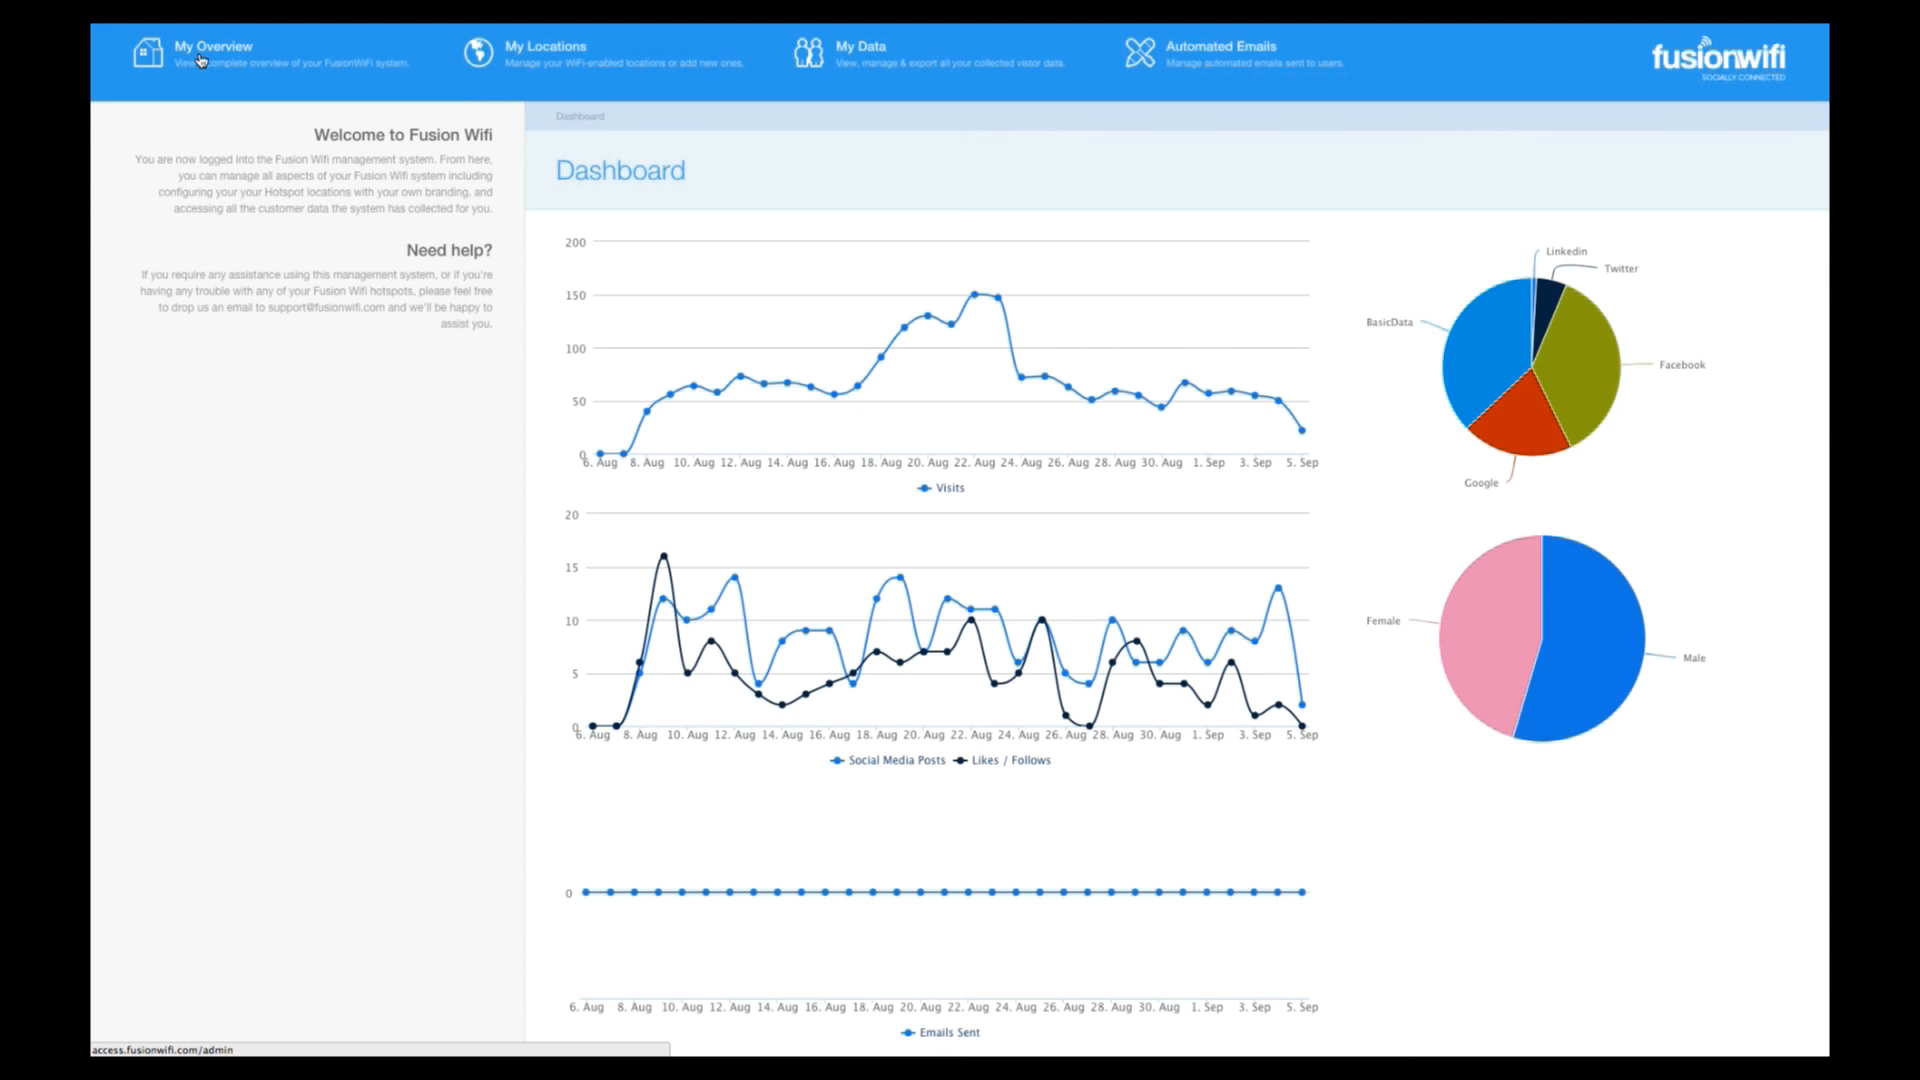 My Overview
View complete overview of your FusionWiFi system.
My Locations
Manage your WiFi-enabled locations or add new ones.
My Data
View, manage & export all your collected vistor data.
Automated Emails
Manage automated emails sent to users.
fusionwifi
SOCIALLY CONNECTED
Welcome to Fusion Wifi
You are now logged into the Fusion Wifi management system. From here,
you can manage all aspects of your Fusion Wifi system including
configuring your your Hotspot locations with your own branding, and
accessing all the customer data the system has collected for you.
Need help?
If you require any assistance using this management system, or if you're
having any trouble with any of your Fusion Wifi hotspots, please feel free
to drop us an email to support@fusionwifi.com and we'll be happy to
assist you.
Dashboard
Dashboard
200
150
100
50
0
6. Aug 8. Aug 10. Aug 12. Aug 14. Aug 16. Aug 18. Aug 20. Aug 22. Aug 24. Aug 26. Aug 28. Aug 30. Aug 1. Sep 3. Sep 5. Sep
Visits
Linkedin
Twitter
BasicData
Facebook
Google
20
15
10
5
0
6. Aug 8. Aug 10. Aug 12. Aug 14. Aug 16. Aug 18. Aug 20. Aug 22. Aug 24. Aug 26. Aug 28. Aug 30. Aug 1. Sep 3. Sep 5. Sep
Social Media Posts Likes / Follows
Female
Male
0
6. Aug 8. Aug 10. Aug 12. Aug 14. Aug 16. Aug 18. Aug 20. Aug 22. Aug 24. Aug 26. Aug 28. Aug 30. Aug 1. Sep 3. Sep 5. Sep
Emails Sent
access.fusionwifi.com/admin